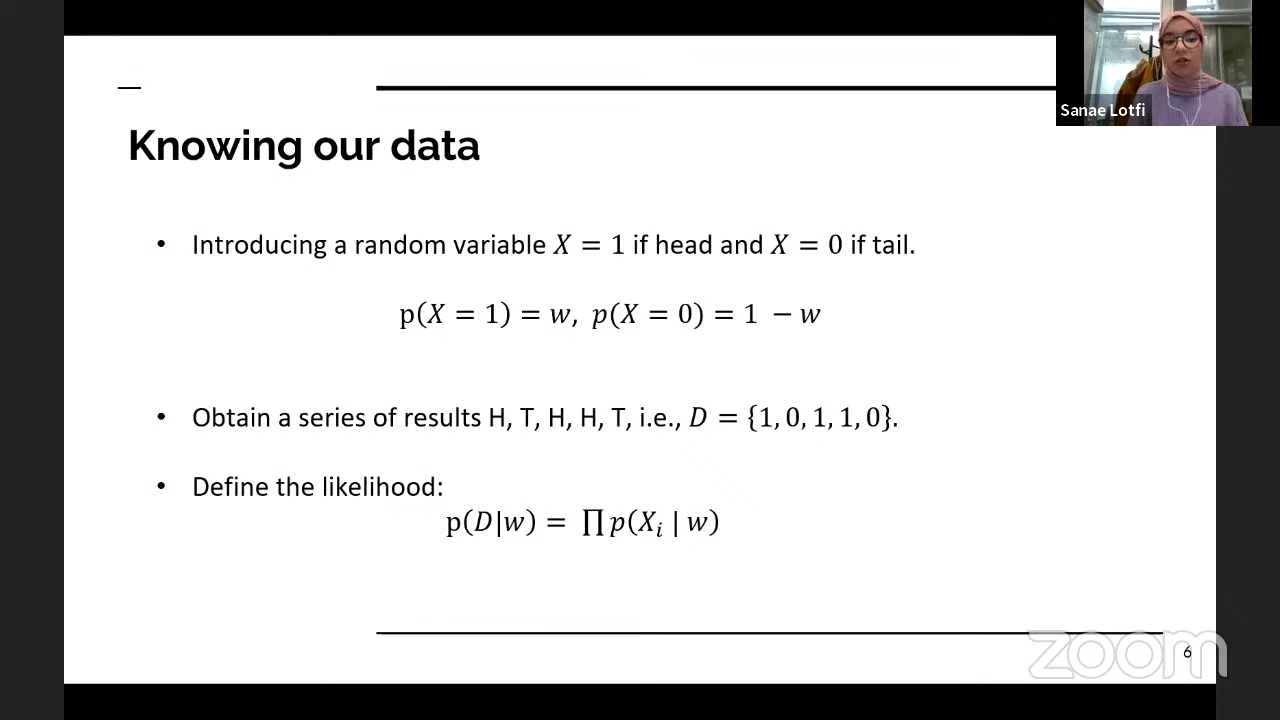 Sanae Lotfi
Knowing our data
• Introducing a random variable 𝑋 = 1 if head and 𝑋 = 0 if tail.
p(𝑋 = 1) = 𝑤, 𝑝(𝑋 = 0) = 1 − 𝑤
• Obtain a series of results H, T, H, H, T, i.e., 𝐷 = {1, 0, 1, 1, 0}.
• Define the likelihood:
p(𝐷|𝑤) = ∏ 𝑝(𝑋ᵢ | 𝑤)
zoom
6